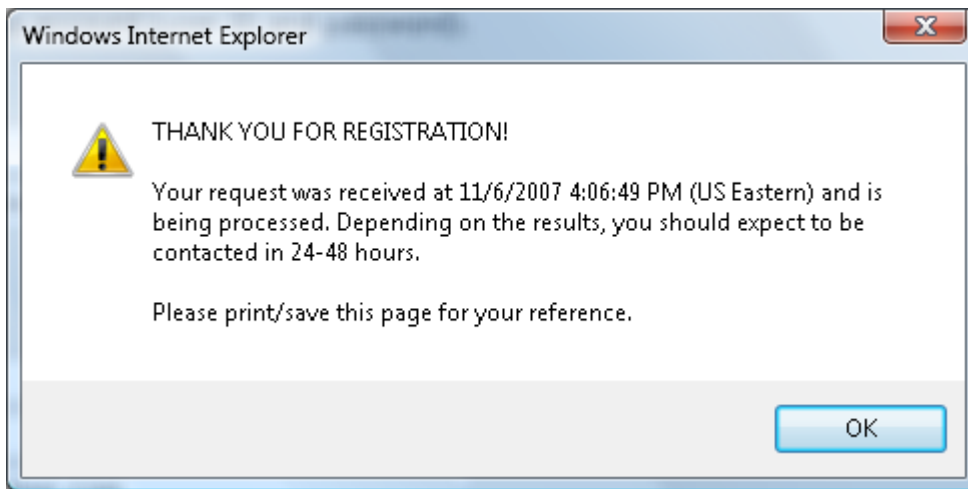 Windows Internet Explorer
THANK YOU FOR REGISTRATION!
Your request was received at 11/6/2007 4:06:49 PM (US Eastern) and is
being processed. Depending on the results, you should expect to be
contacted in 24-48 hours.
Please print/save this page for your reference.
OK